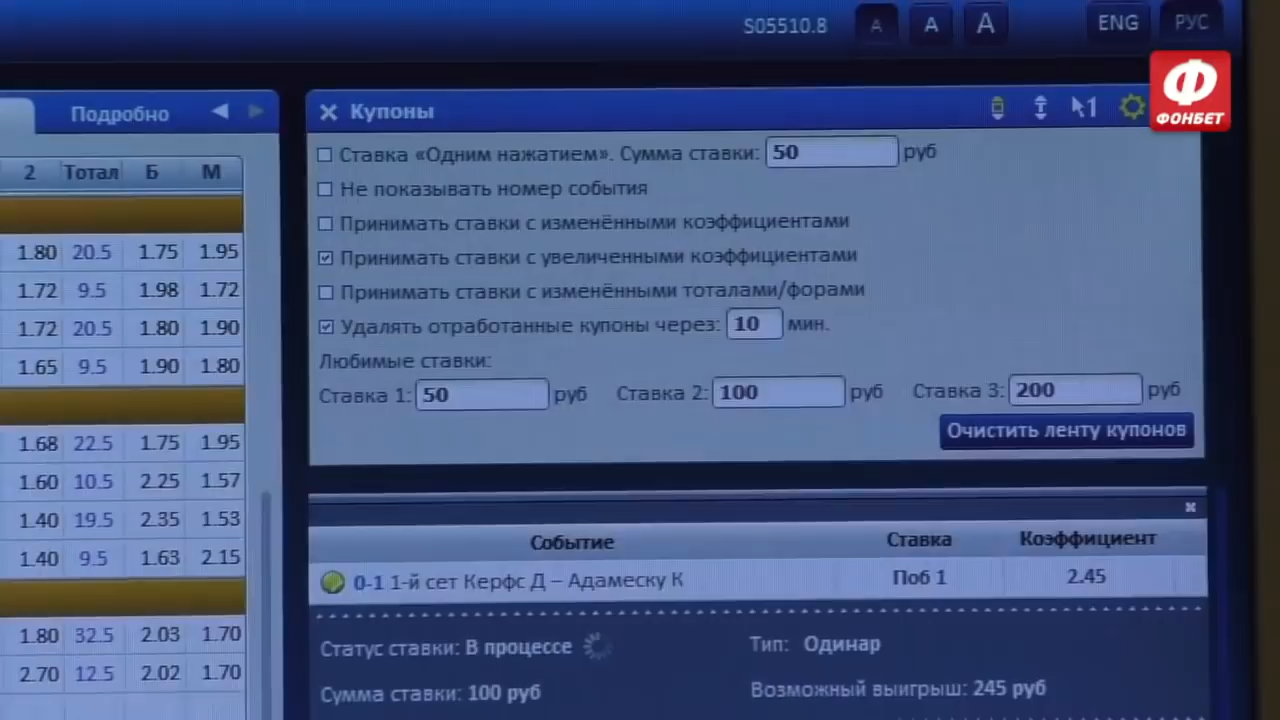 S05510.8 A A A ENG РУС
ФОНБЕТ
Подробно
2 Тотал Б М
1.80 20.5 1.75 1.95
1.72 9.5 1.98 1.72
1.72 20.5 1.80 1.90
1.65 9.5 1.90 1.80
1.68 22.5 1.75 1.95
1.60 10.5 2.25 1.57
1.40 19.5 2.35 1.53
1.40 9.5 1.63 2.15
1.80 32.5 2.03 1.70
2.70 12.5 2.02 1.70
Купоны 1
Ставка «Одним нажатием». Сумма ставки: 50 руб
Не показывать номер события
Принимать ставки с изменёнными коэффициентами
Принимать ставки с увеличенными коэффициентами
Принимать ставки с изменёнными тоталами/форами
Удалять отработанные купоны через: 10 мин.
Любимые ставки:
Ставка 1: 50 руб Ставка 2: 100 руб Ставка 3: 200 руб
Очистить ленту купонов
Событие Ставка Коэффициент
0-1 1-й сет Керфс Д – Адамеску К Поб 1 2.45
Статус ставки: В процессе Тип: Одинар
Сумма ставки: 100 руб Возможный выигрыш: 245 руб